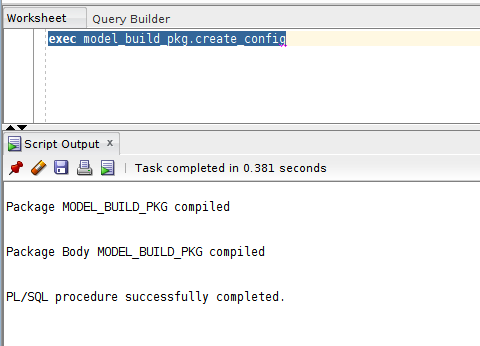 Worksheet Query Builder
exec model_build_pkg.create_config
Script Output x
Task completed in 0.381 seconds
Package MODEL_BUILD_PKG compiled
Package Body MODEL_BUILD_PKG compiled
PL/SQL procedure successfully completed.